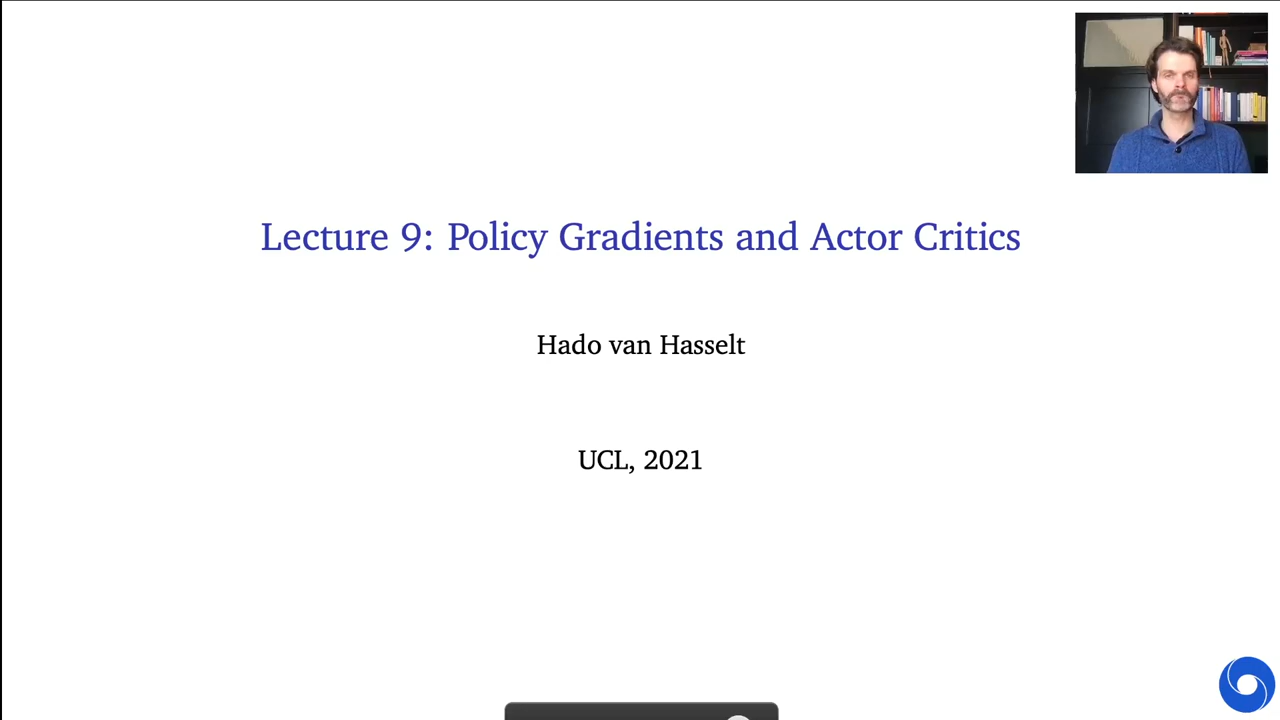 Lecture 9: Policy Gradients and Actor Critics
Hado van Hasselt
UCL, 2021